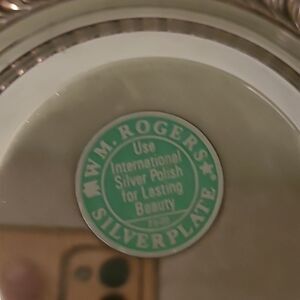 WM. ROGERS
Use
International
Silver Polish
for Lasting
Beauty
SILVERPLATE